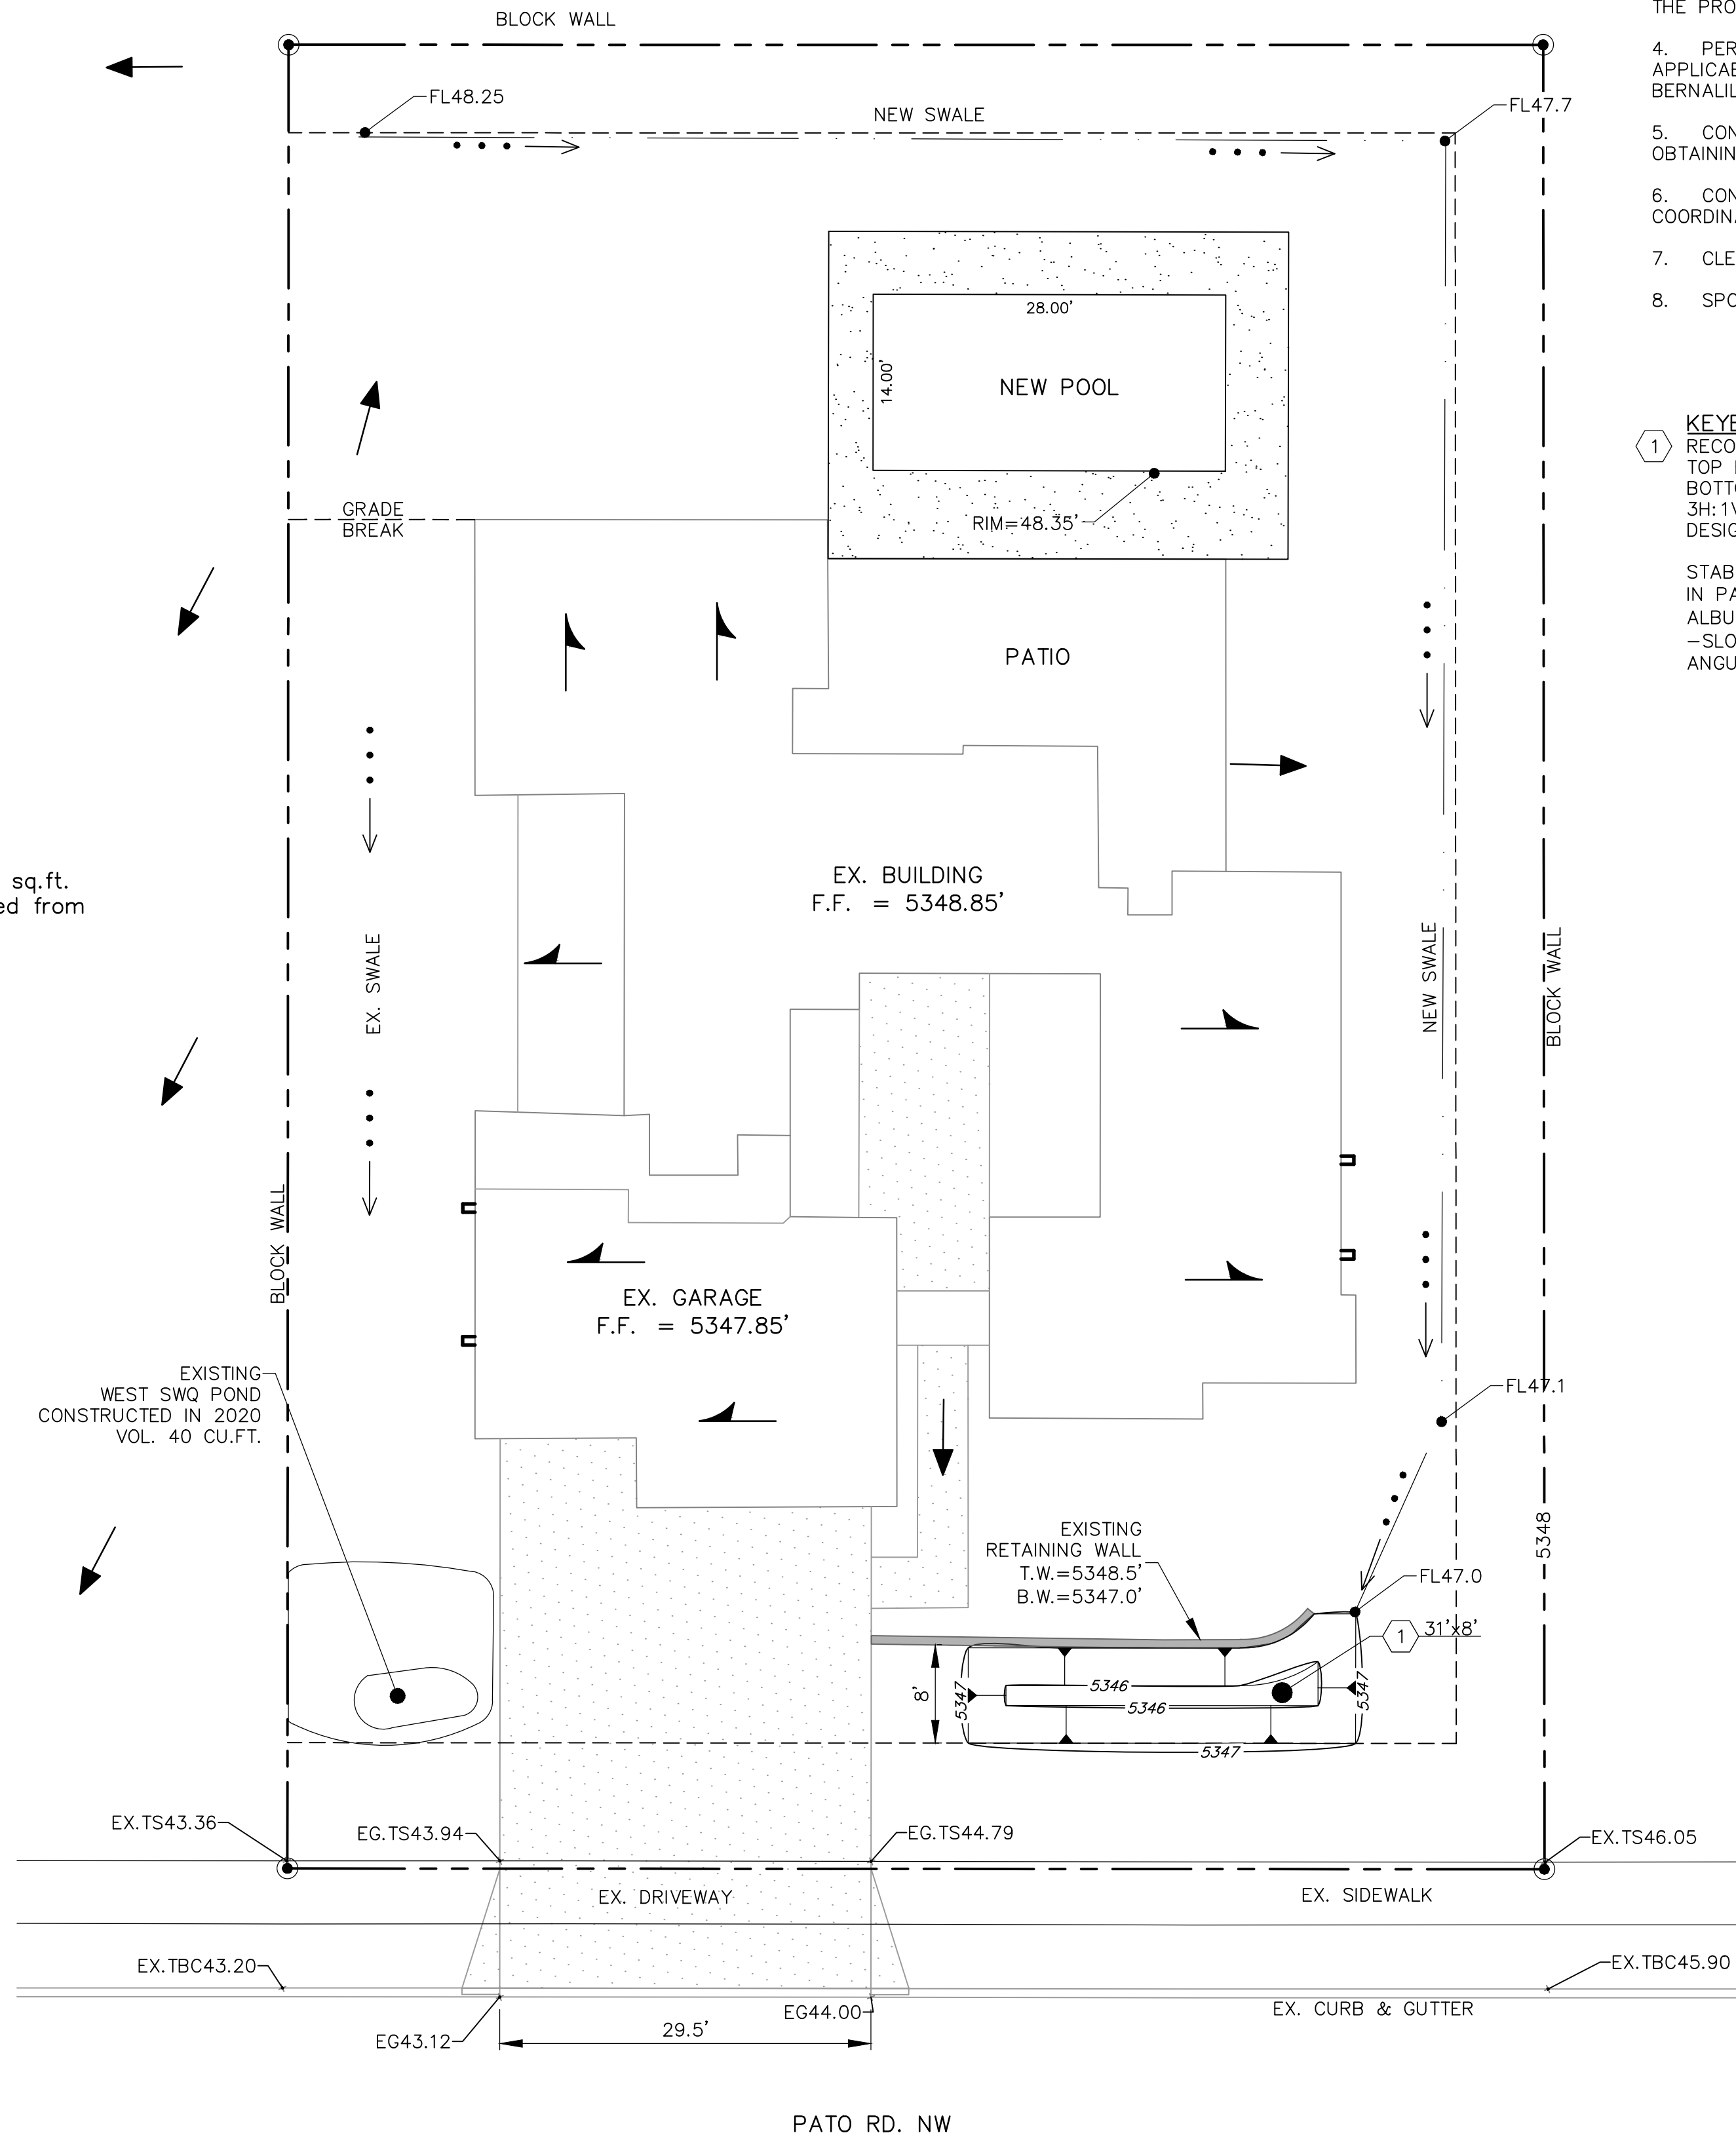 BLOCK WALL
THE PRO
4. PER
APPLICAB
BERNALIL
5. CON
OBTAININ
6. CON
COORDINA
7. CLE
8. SPO
FL48.25
NEW SWALE
FL47.7
28.00'
14.00'
NEW POOL
RIM=48.35'
GRADE
BREAK
1
KEYE
RECO
TOP
BOTTO
3H:1V
DESIG
STAB
IN PA
ALBU
-SLO
ANGU
PATIO
sq.ft.
ed from
EX. BUILDING
F.F. = 5348.85'
EX. SWALE
NEW SWALE
BLOCK WALL
BLOCK WALL
EX. GARAGE
F.F. = 5347.85'
EXISTING
WEST SWQ POND
CONSTRUCTED IN 2020
VOL. 40 CU.FT.
FL47.1
5348
EXISTING
RETAINING WALL
T.W.=5348.5'
B.W.=5347.0'
FL47.0
1
31'x8'
8'
5347
5346
5346
5347
5347
EX.TS43.36
EG.TS43.94
EG.TS44.79
EX.TS46.05
EX. DRIVEWAY
EX. SIDEWALK
EX.TBC43.20
EX.TBC45.90
EG43.12
EG44.00
EX. CURB & GUTTER
29.5'
PATO RD. NW